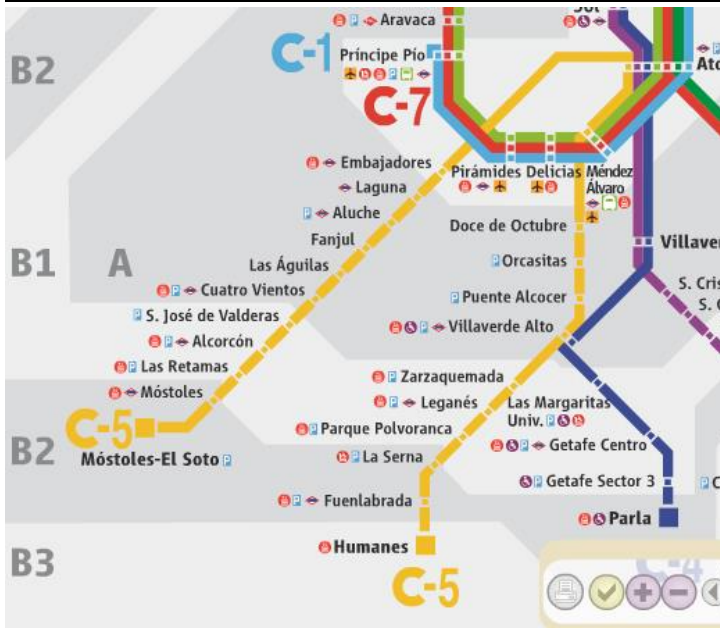 Aravaca
Sol
B2
C-1
Príncipe Pío
C-7
Embajadores
Pirámides
Delicias
Méndez
Álvaro
Laguna
Aluche
Doce de Octubre
Fanjul
B1
A
Las Águilas
Orcasitas
Cuatro Vientos
Puente Alcocer
S. José de Valderas
Villaverde Alto
Alcorcón
Las Retamas
Zarzaquemada
Móstoles
Leganés
Las Margaritas
Univ.
C-5
Parque Polvoranca
B2
Móstoles-El Soto
La Serna
Getafe Centro
Getafe Sector 3
Fuenlabrada
Parla
Humanes
B3
C-5
C-4